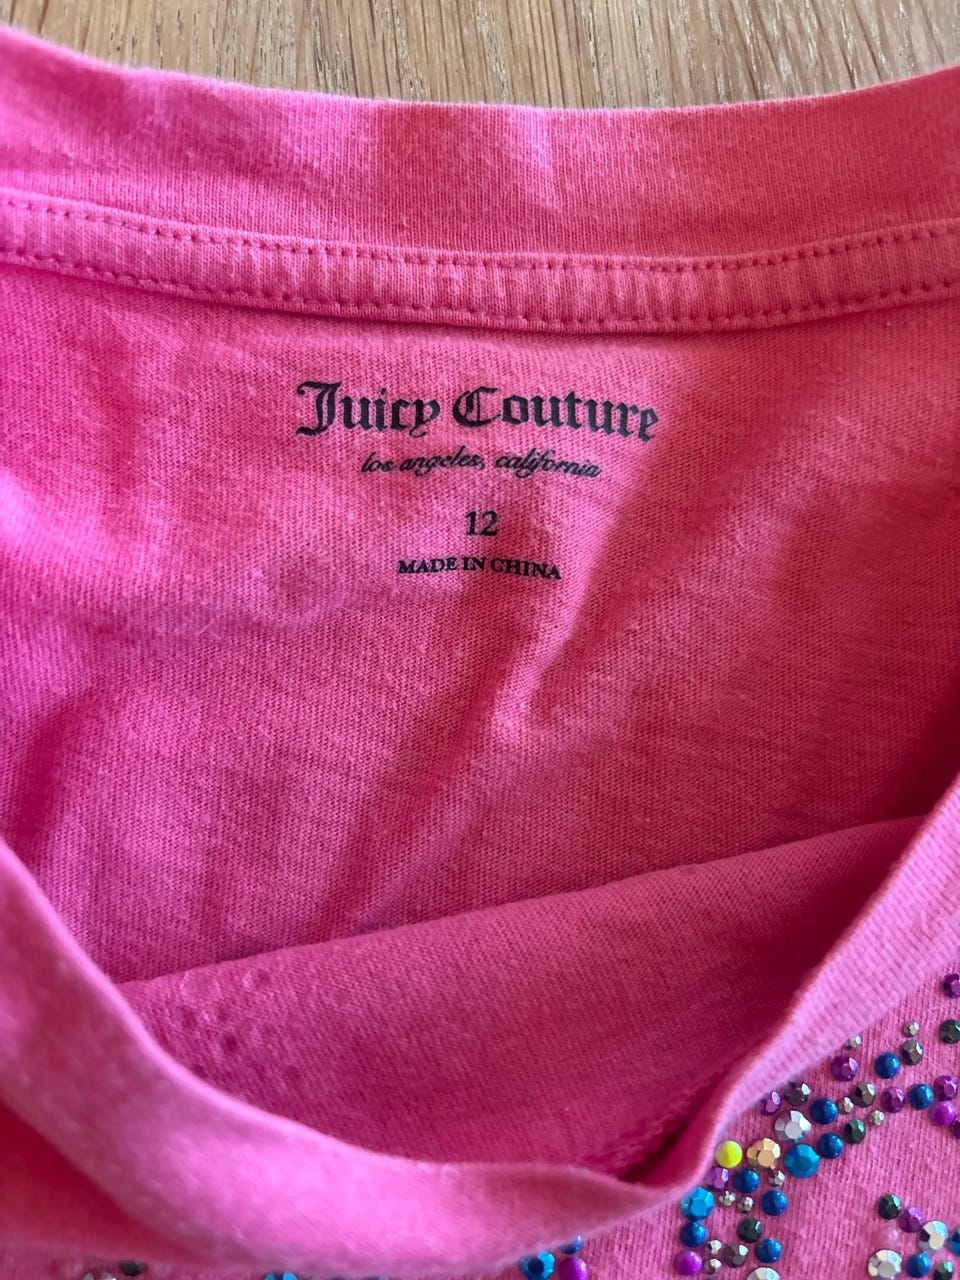 Juicy Couture
los angeles, california
12
MADE IN CHINA